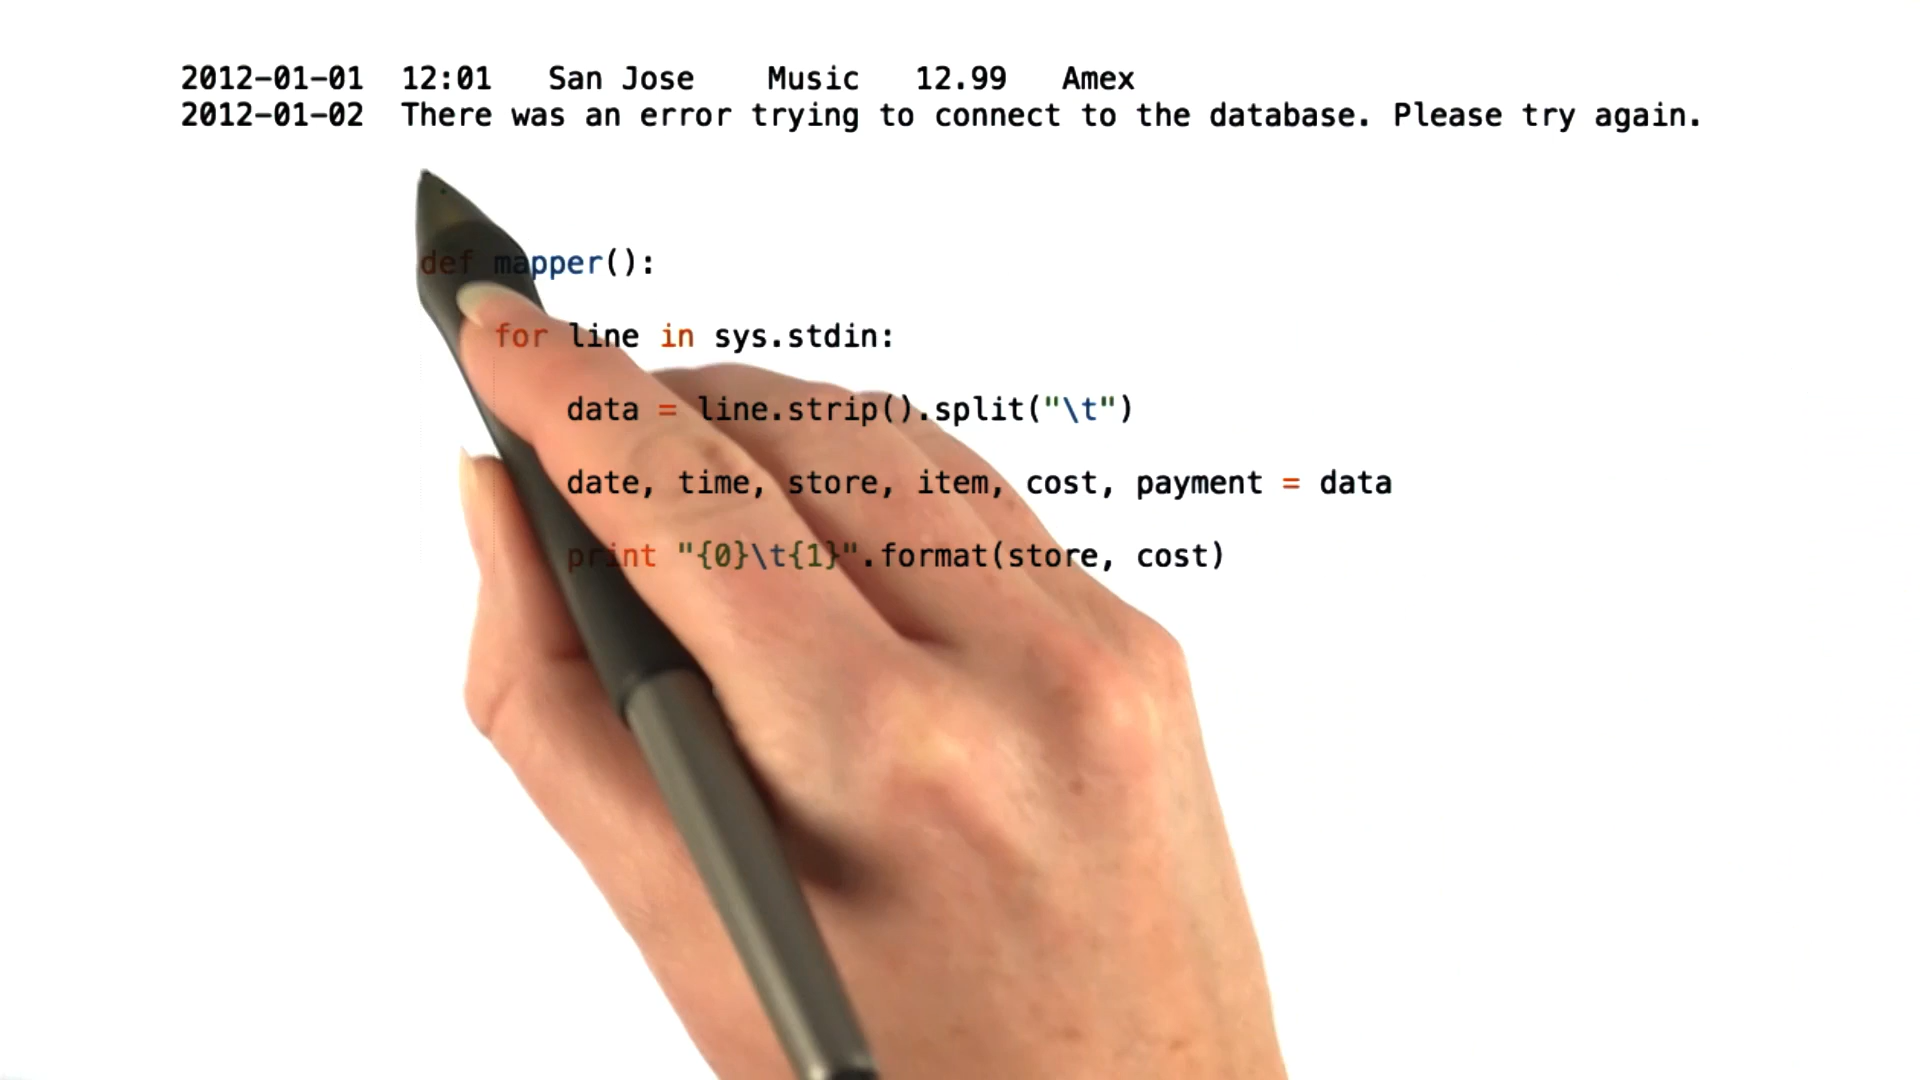 2012-01-01 12:01 San Jose Music 12.99 Amex
2012-01-02 There was an error trying to connect to the database. Please try again.
def mapper():
for line in sys.stdin:
data = line.strip().split("\t")
date, time, store, item, cost, payment = data
print "{0}\t{1}".format(store, cost)